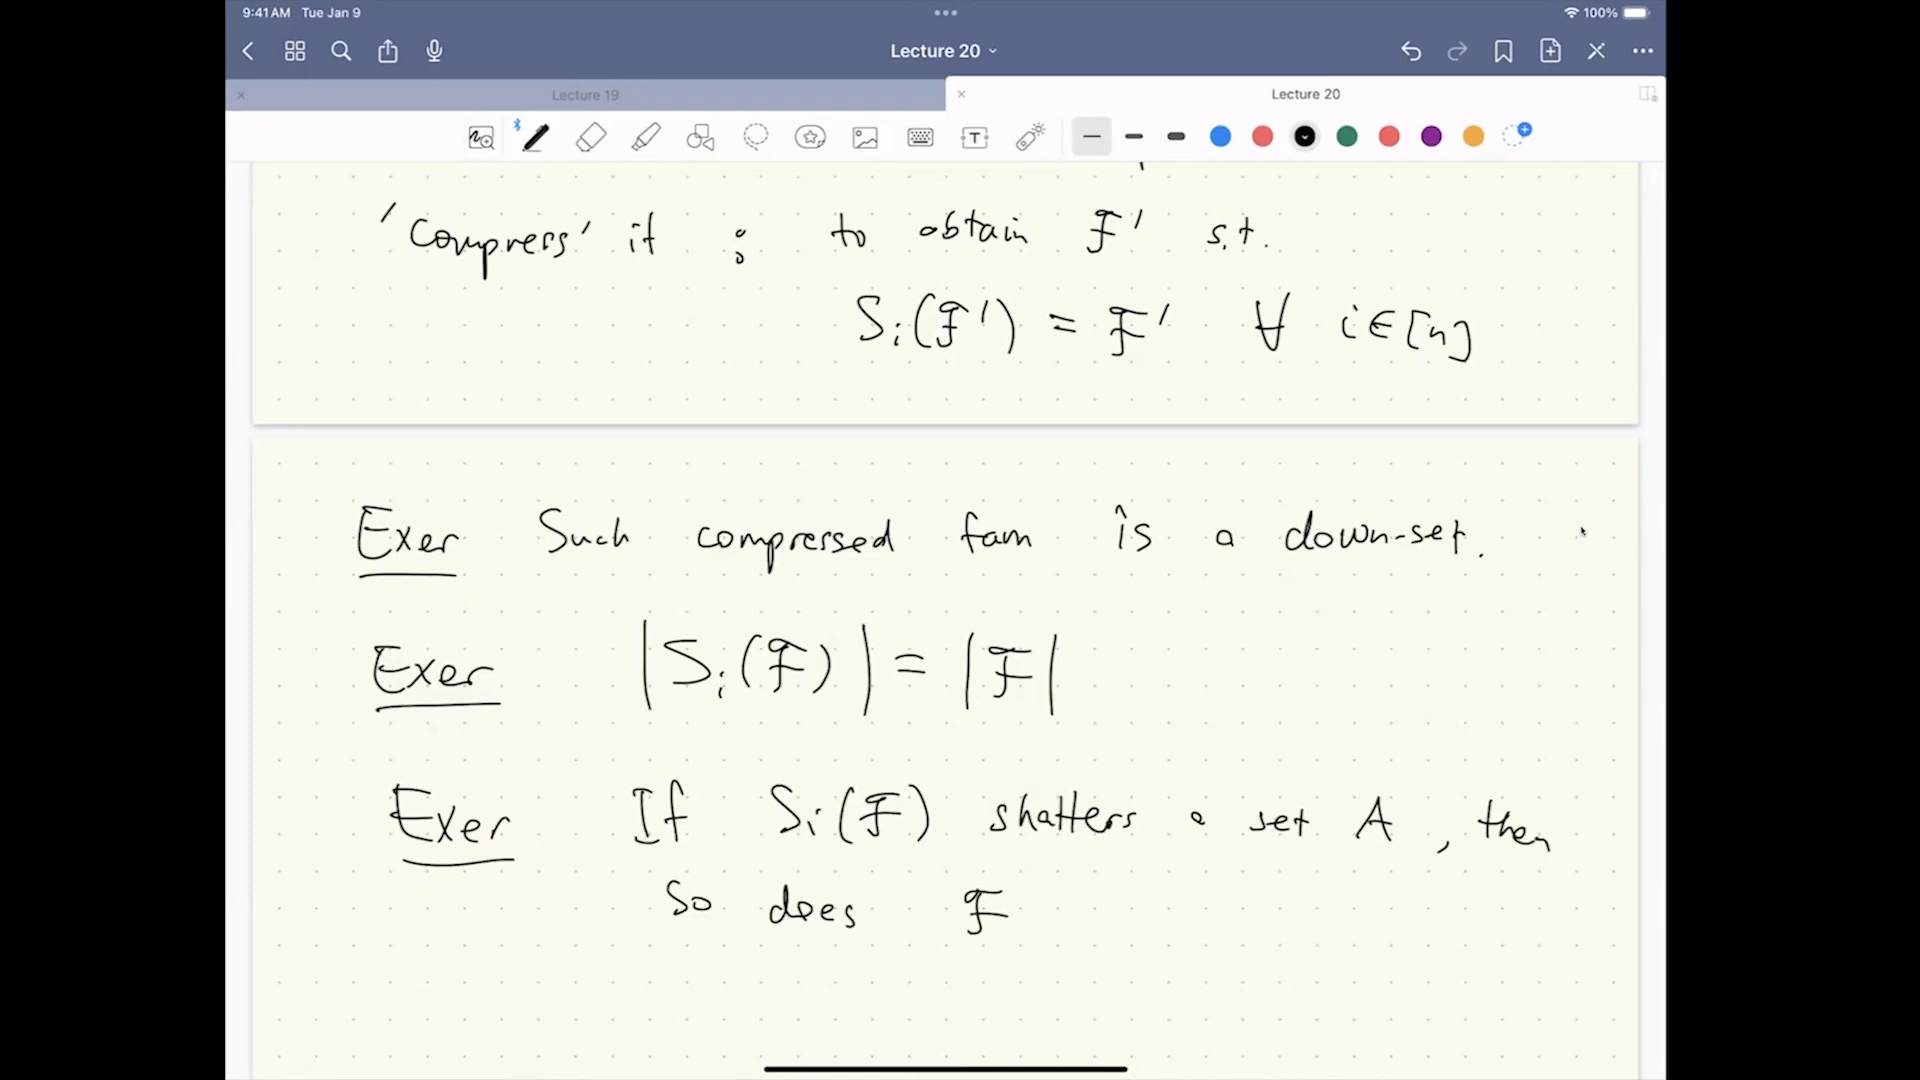 9:41 AM Tue Jan 9
100%
Lecture 20
Lecture 19
Lecture 20
'Compress' it : to obtain ℱ' s.t.
Sᵢ(ℱ') = ℱ' ∀ i∈[n]
Exer Such compressed fam is a down-set.
Exer |Sᵢ(ℱ)| = |ℱ|
Exer If Sᵢ(ℱ) shatters a set A, then
So does ℱ